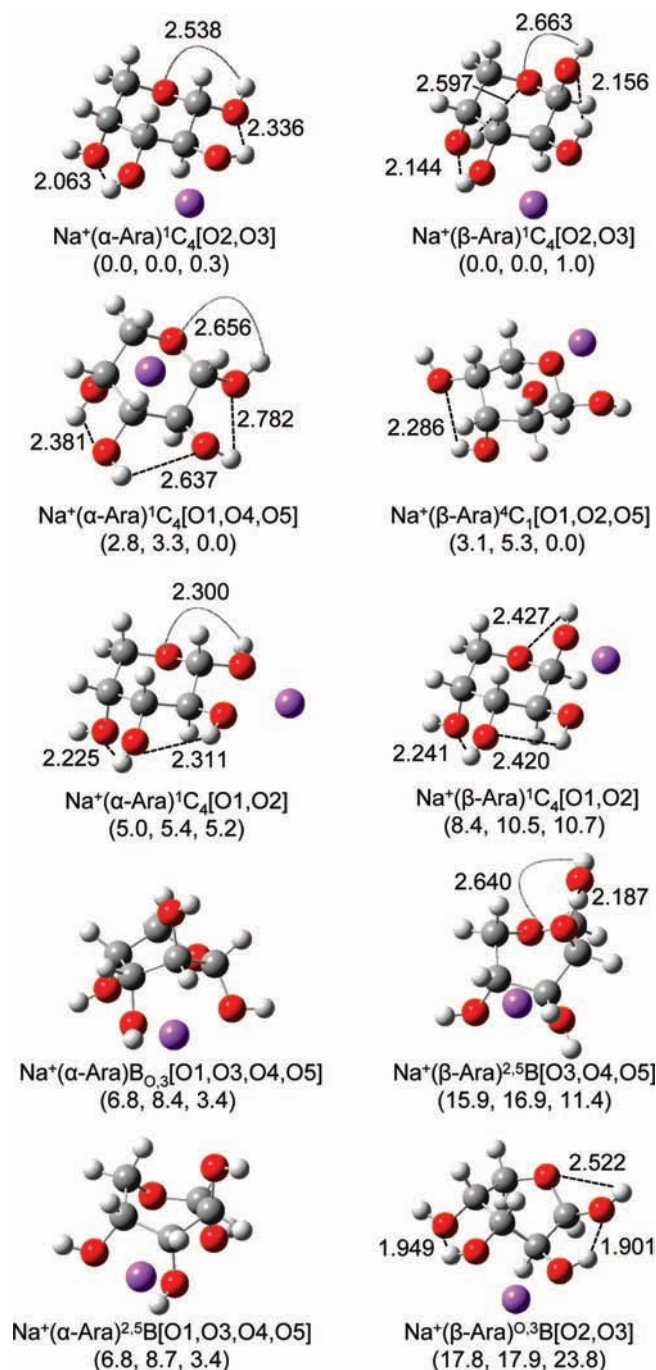 2.538
2.336
2.063
Na⁺(α-Ara)¹C₄[O2,O3]
(0.0, 0.0, 0.3)
2.663
2.597
2.156
2.144
Na⁺(β-Ara)¹C₄[O2,O3]
(0.0, 0.0, 1.0)
2.656
2.782
2.381
2.637
Na⁺(α-Ara)¹C₄[O1,O4,O5]
(2.8, 3.3, 0.0)
2.286
Na⁺(β-Ara)⁴C₁[O1,O2,O5]
(3.1, 5.3, 0.0)
2.300
2.225
2.311
Na⁺(α-Ara)¹C₄[O1,O2]
(5.0, 5.4, 5.2)
2.427
2.241
2.420
Na⁺(β-Ara)¹C₄[O1,O2]
(8.4, 10.5, 10.7)
Na⁺(α-Ara)B_O,3[O1,O3,O4,O5]
(6.8, 8.4, 3.4)
2.640
2.187
Na⁺(β-Ara)²,⁵B[O3,O4,O5]
(15.9, 16.9, 11.4)
Na⁺(α-Ara)²,⁵B[O1,O3,O4,O5]
(6.8, 8.7, 3.4)
2.522
1.949
1.901
Na⁺(β-Ara)ᴼ,³B[O2,O3]
(17.8, 17.9, 23.8)